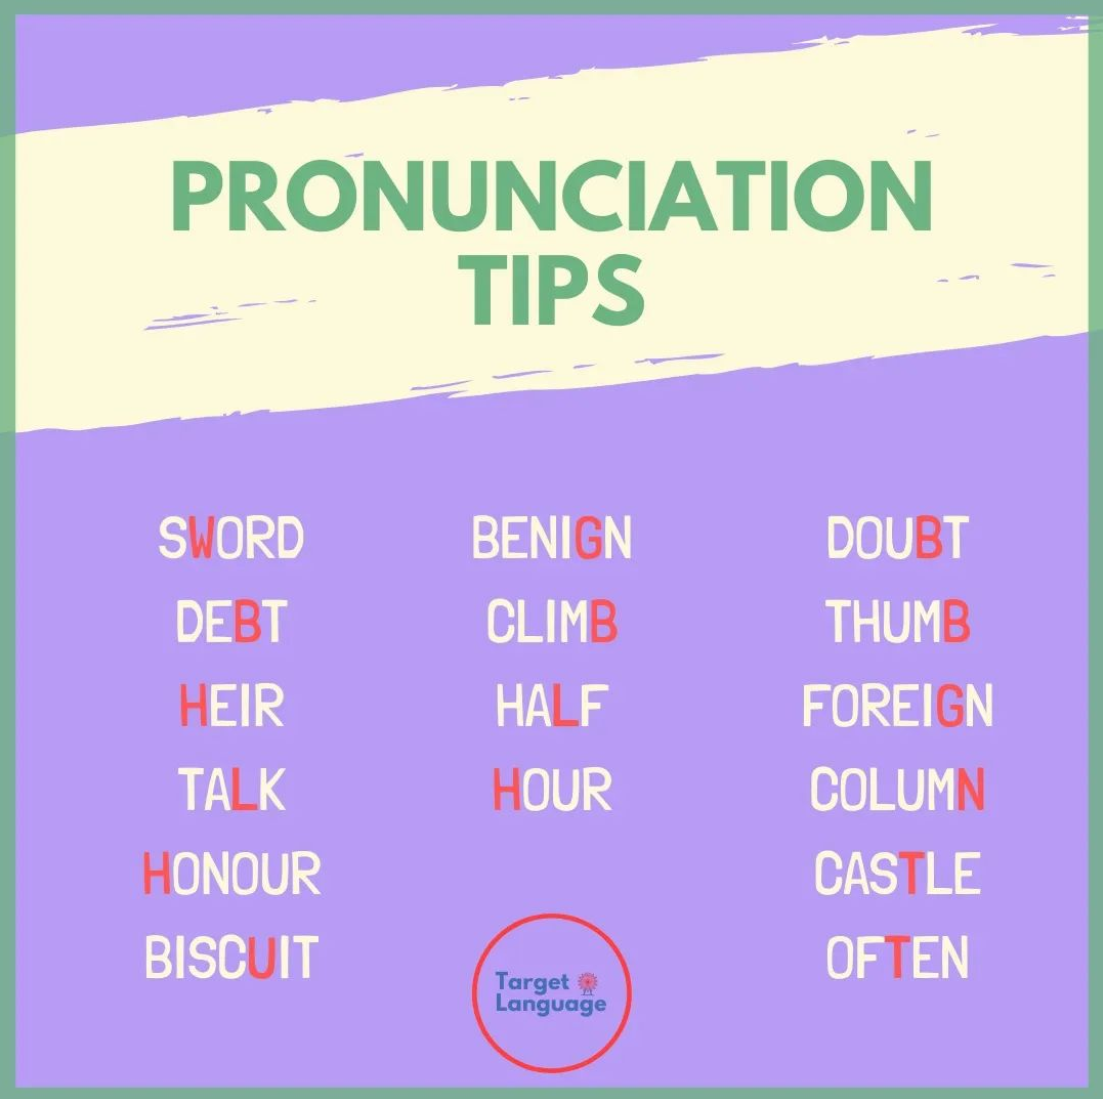 PRONUNCIATION
TIPS
SWORD
DEBT
HEIR
TALK
HONOUR
BISCUIT
BENIGN
CLIMB
HALF
HOUR
DOUBT
THUMB
FOREIGN
COLUMN
CASTLE
OFTEN
Target
Language